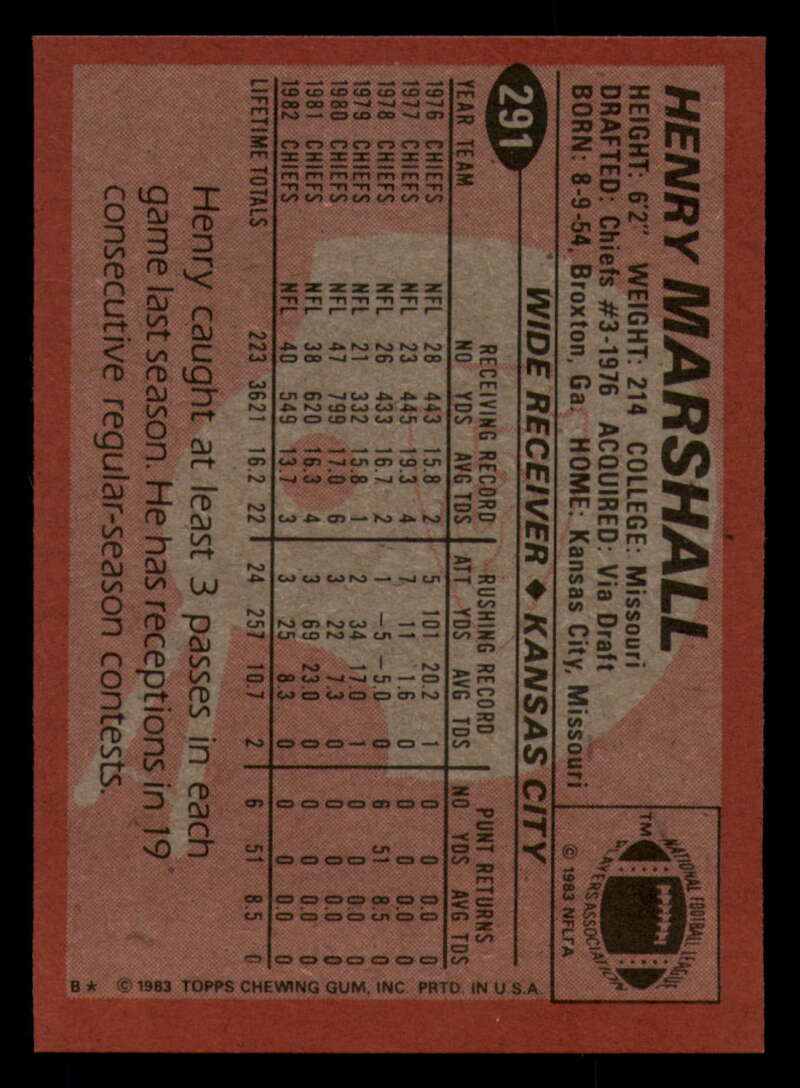 291
HENRY MARSHALL
HEIGHT: 6'2" WEIGHT: 214 COLLEGE: Missouri
DRAFTED: Chiefs #3-1976 ACQUIRED: Via Draft
BORN: 8-9-54, Broxton, Ga. HOME: Kansas City, Missouri
NATIONAL FOOTBALL LEAGUE
PLAYERS ASSOCIATION
TM
© 1983 NFLPA
WIDE RECEIVER ♦ KANSAS CITY
RECEIVING RECORD RUSHING RECORD PUNT RETURNS
YEAR TEAM NO YDS AVG TDS ATT YDS AVG TDS NO YDS AVG TDS
1976 CHIEFS NFL 28 443 15.8 2 5 101 20.2 1 0 0 0.0 0
1977 CHIEFS NFL 23 445 19.3 4 7 11 1.6 0 0 0 0.0 0
1978 CHIEFS NFL 26 433 16.7 2 1 -5 -5.0 0 6 51 8.5 0
1979 CHIEFS NFL 21 332 15.8 1 2 34 17.0 1 0 0 0.0 0
1980 CHIEFS NFL 47 799 17.0 6 3 22 7.3 0 0 0 0.0 0
1981 CHIEFS NFL 38 620 16.3 4 3 69 23.0 0 0 0 0.0 0
1982 CHIEFS NFL 40 549 13.7 3 3 25 8.3 0 0 0 0.0 0
LIFETIME TOTALS 223 3621 16.2 22 24 257 10.7 2 6 51 8.5 0
Henry caught at least 3 passes in each
game last season. He has receptions in 19
consecutive regular-season contests.
B* © 1983 TOPPS CHEWING GUM, INC. PRTD. IN U.S.A.